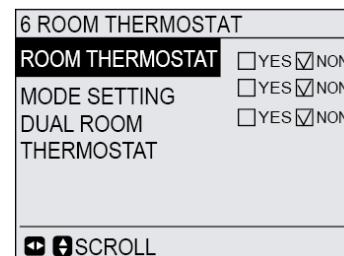 6 ROOM THERMOSTAT
ROOM THERMOSTAT YES NON
MODE SETTING YES NON
DUAL ROOM YES NON
THERMOSTAT
SCROLL